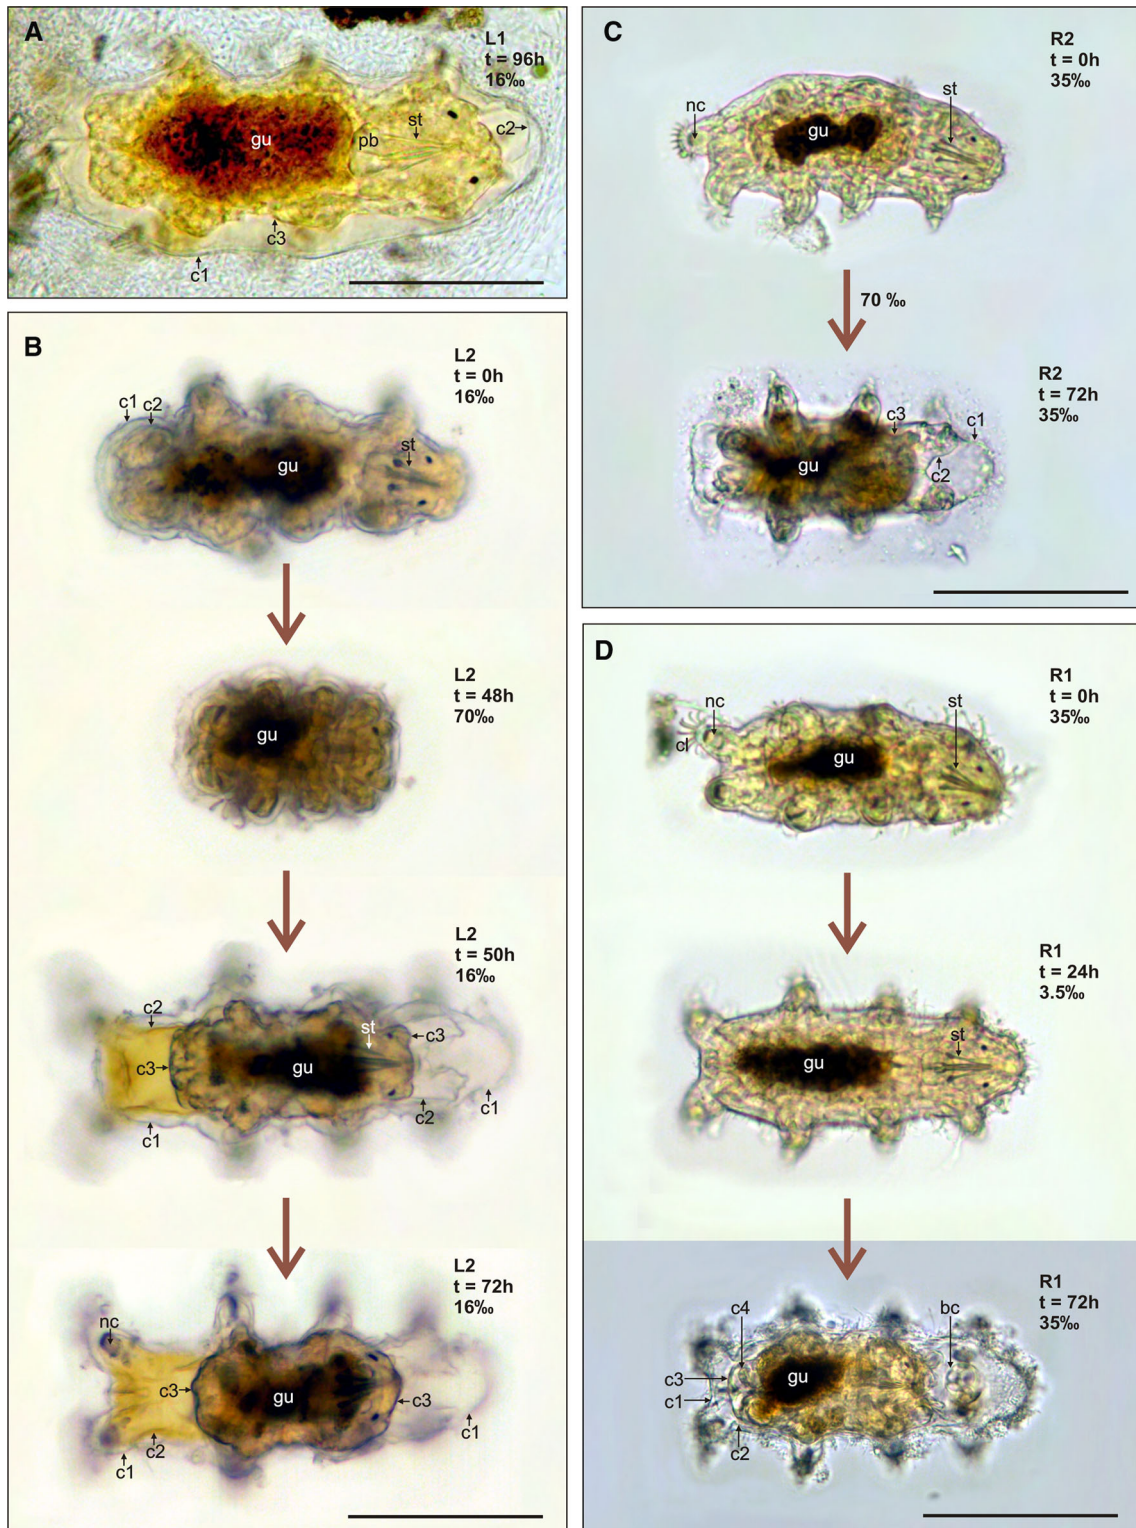 A
L1
t = 96h
16‰
st
c2
gu
pb
c3
c1
B
L2
t = 0h
16‰
c1
c2
st
gu
L2
t = 48h
70‰
gu
L2
t = 50h
16‰
c2
st
c3
c3
gu
c2
c1
c1
L2
t = 72h
16‰
nc
c3
gu
c3
c1
c2
c1
C
R2
t = 0h
35‰
st
nc
gu
70 ‰
R2
t = 72h
35‰
c3
c1
gu
c2
D
R1
t = 0h
35‰
nc
st
cl
gu
R1
t = 24h
3.5‰
st
gu
R1
t = 72h
35‰
c4
bc
c3
gu
c1
c2